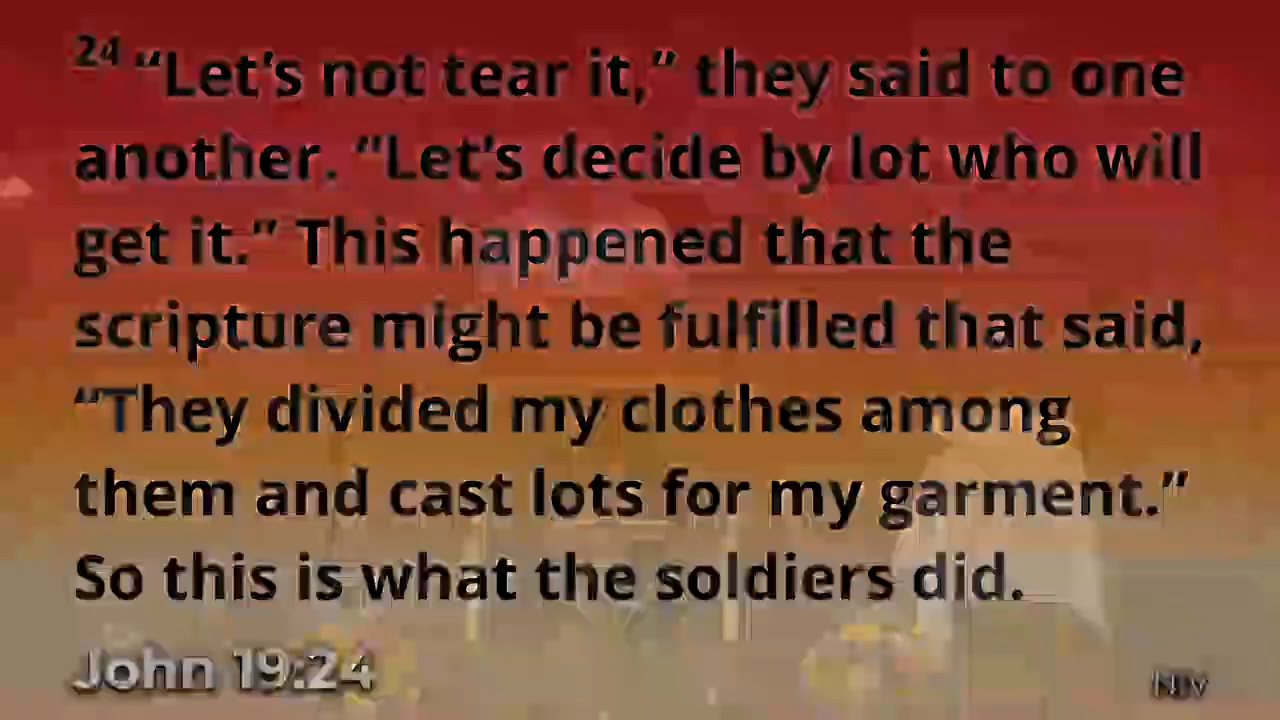 24 “Let’s not tear it,” they said to one
another. “Let’s decide by lot who will
get it.” This happened that the
scripture might be fulfilled that said,
“They divided my clothes among
them and cast lots for my garment.”
So this is what the soldiers did.
John 19:24
NIV